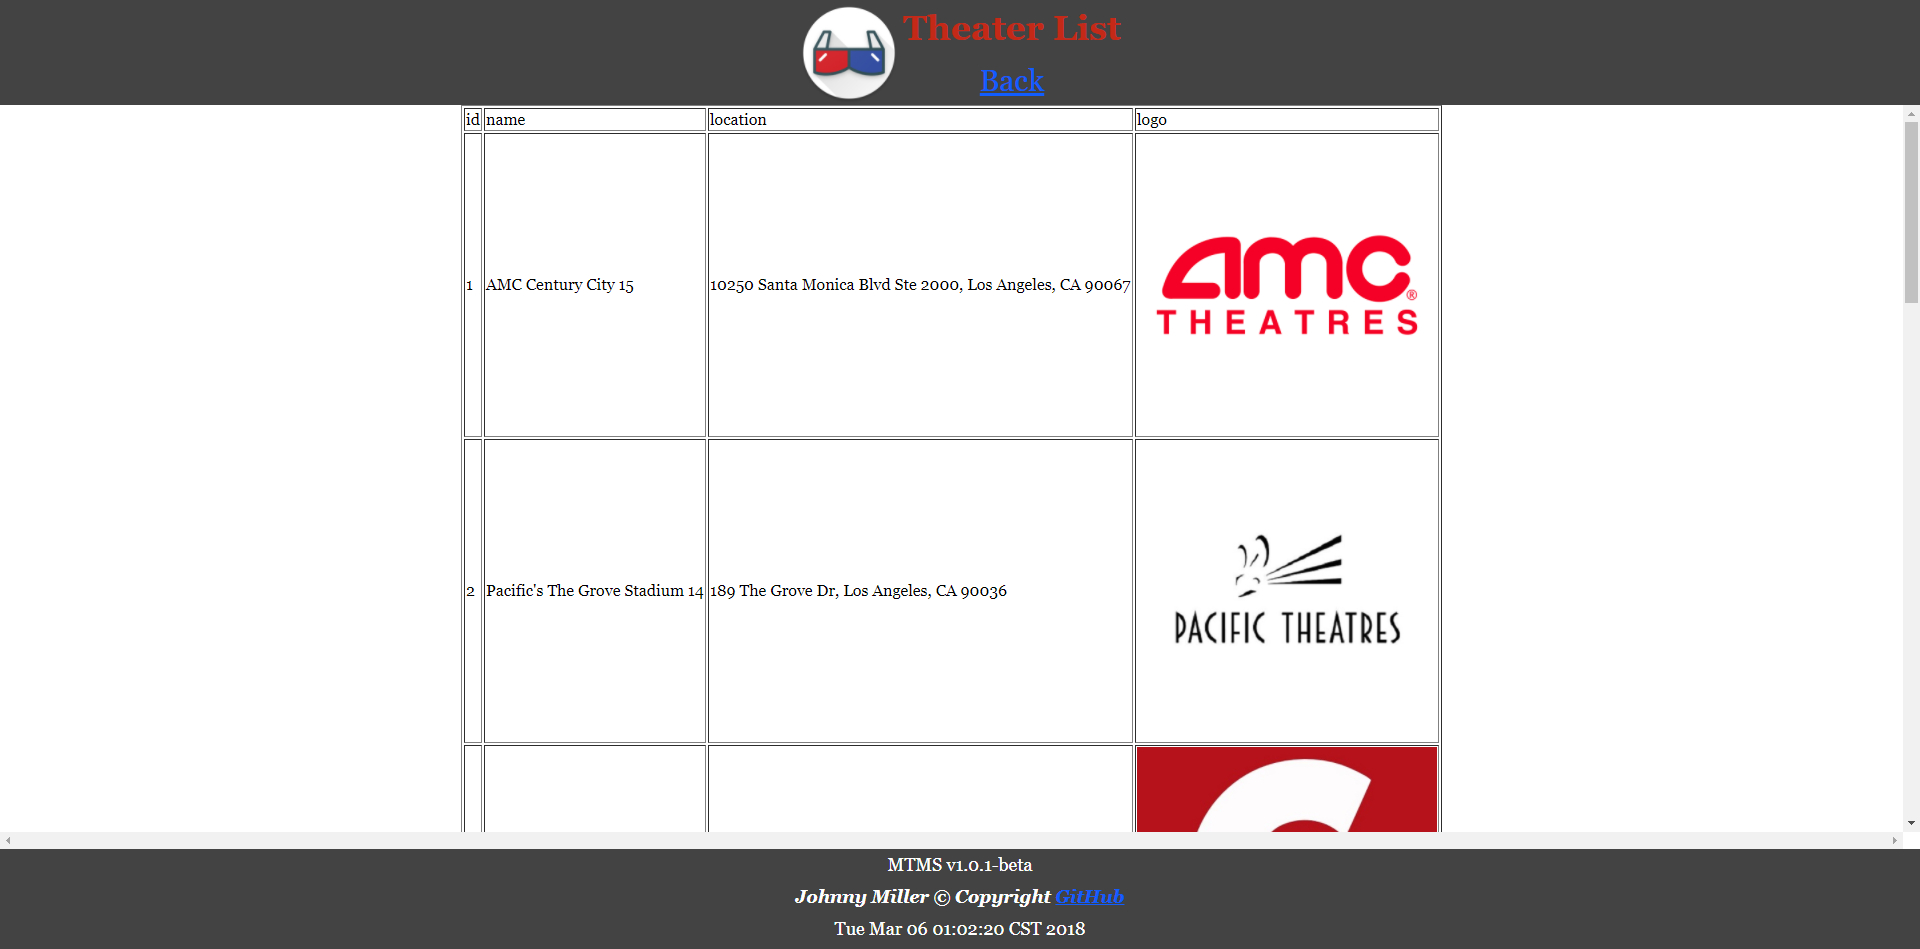 Theater List
Back
id name location logo
1 AMC Century City 15 10250 Santa Monica Blvd Ste 2000, Los Angeles, CA 90067
amc®
THEATRES
2 Pacific's The Grove Stadium 14 189 The Grove Dr, Los Angeles, CA 90036
PACIFIC THEATRES
MTMS v1.0.1-beta
Johnny Miller © Copyright GitHub
Tue Mar 06 01:02:20 CST 2018